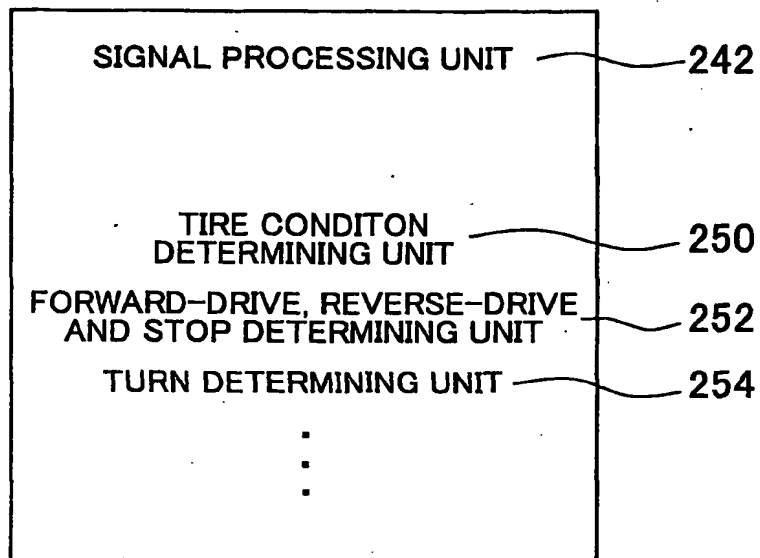 SIGNAL PROCESSING UNIT 242
TIRE CONDITON
DETERMINING UNIT 250
FORWARD-DRIVE, REVERSE-DRIVE
AND STOP DETERMINING UNIT 252
TURN DETERMINING UNIT 254